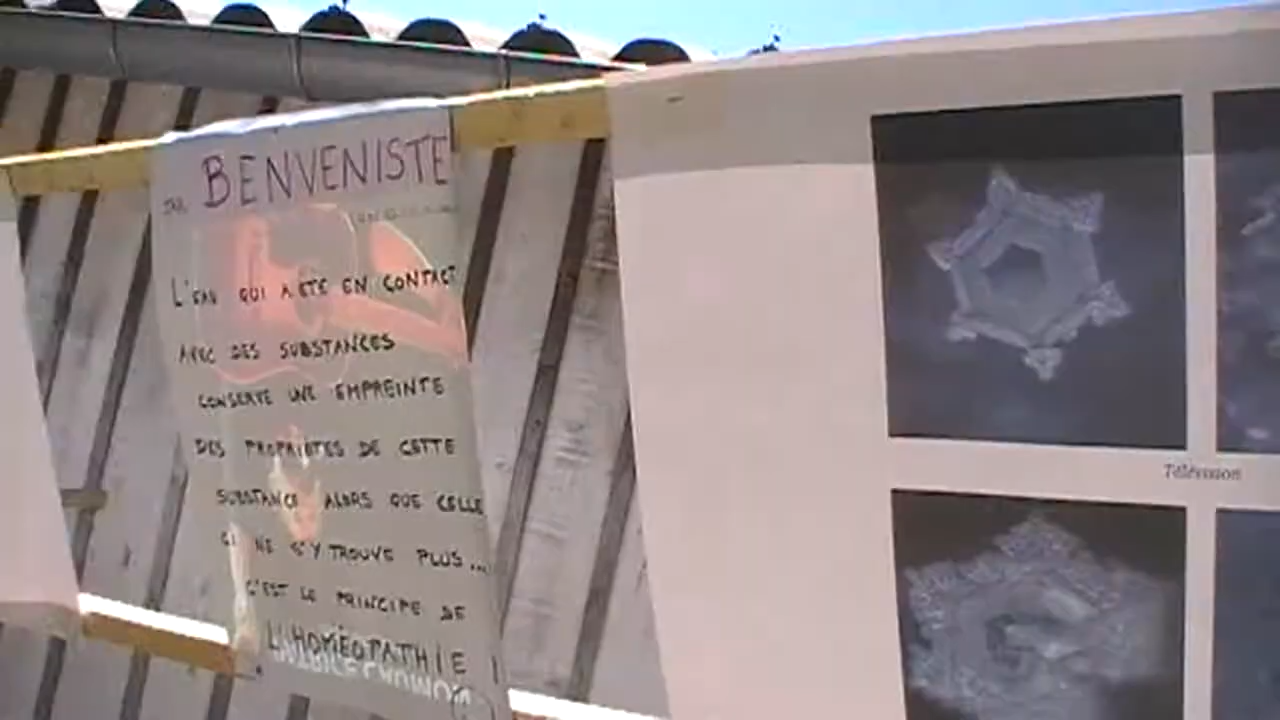 BENVENISTE
L'EAU QUI A ÉTÉ EN CONTACT
AVEC DES SUBSTANCES
CONSERVE UNE EMPREINTE
DES PROPRIÉTES DE CETTE
SUBSTANCE ALORS QUE CELLE
CI NE S'Y TROUVE PLUS...
C'EST LE PRINCIPE DE
L'HOMÉOPATHIE
Télévision